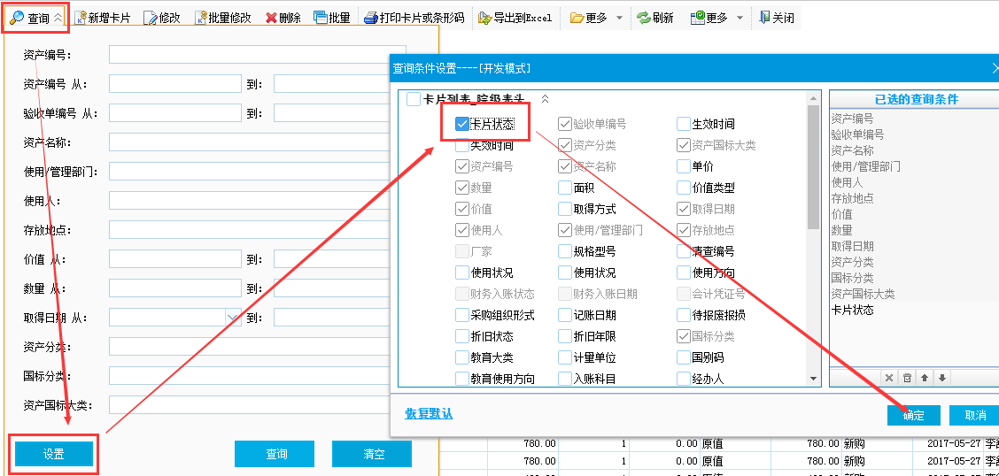 查询 新增卡片 修改 批量修改 删除 批量 打印卡片或条形码 导出到Excel 更多 刷新 更多 关闭
资产编号：
资产编号 从： 到：
验收单编号 从： 到：
资产名称：
使用/管理部门：
使用人：
存放地点：
价值 从： 到：
数量 从： 到：
取得日期 从： 到：
资产分类：
国标分类：
资产国标大类：
设置 查询 清空
查询条件设置----[开发模式]
卡片列表_院级表头
卡片状态 验收单编号 生效时间
失效时间 资产分类 资产国标大类
资产编号 资产名称 单价
数量 面积 价值类型
价值 取得方式 取得日期
使用人 使用/管理部门 存放地点
厂家 规格型号 清查编号
使用状况 使用状况 使用方向
财务入账状态 财务入账日期 会计凭证号
采购组织形式 记账日期 待报废报损
折旧状态 折旧年限 国标分类
教育大类 计量单位 国别码
教育使用方向 入账科目 经办人
已选的查询条件
资产编号
验收单编号
资产名称
使用/管理部门
使用人
存放地点
价值
数量
取得日期
资产分类
国标分类
资产国标大类
卡片状态
恢复默认 确定 取消
780.00 1 0.00 原值 780.00 新购 2017-05-27
780.00 1 0.00 原值 780.00 新购 2017-05-27